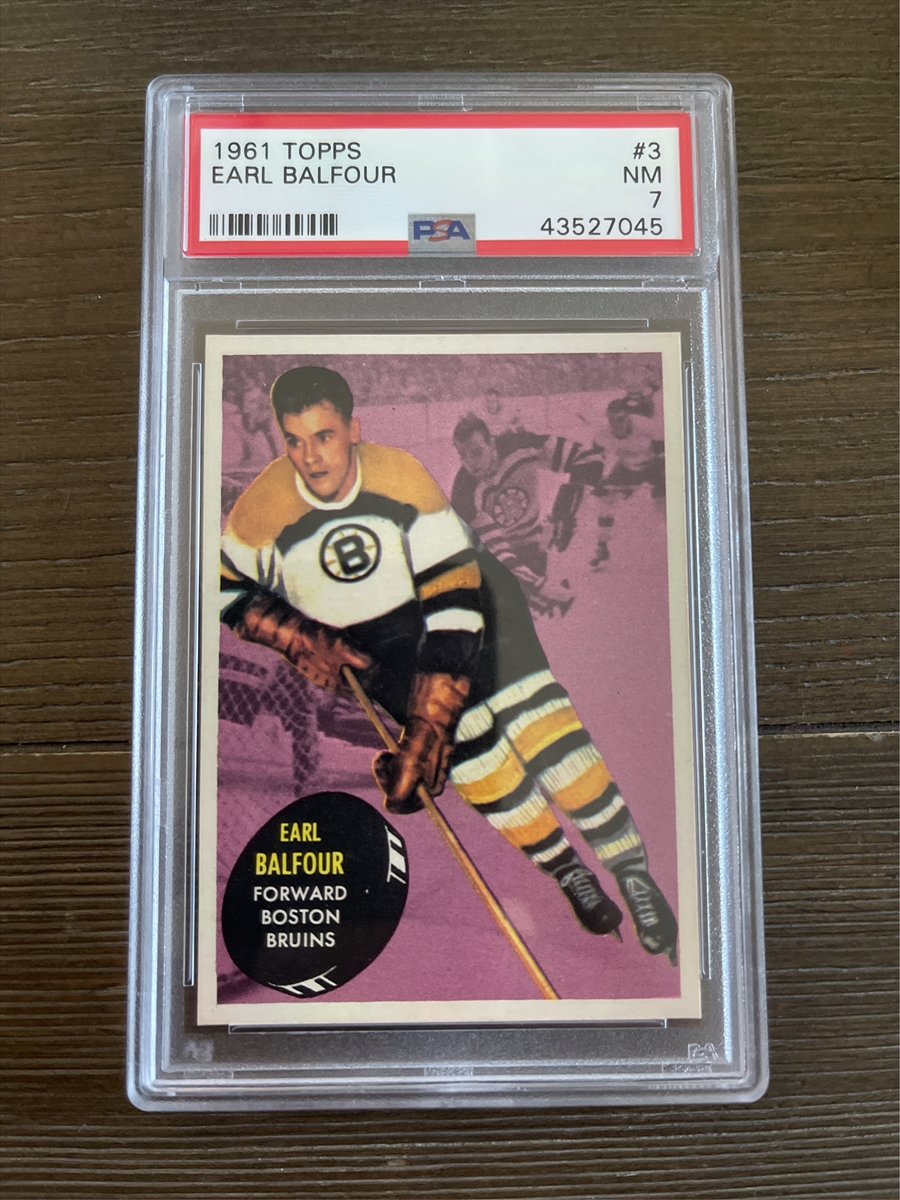 1961 TOPPS #3
EARL BALFOUR NM
7
PSA 43527045
B
EARL
BALFOUR
FORWARD
BOSTON
BRUINS